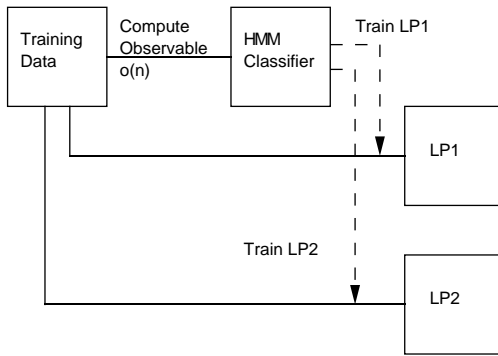 Training
Data
Compute
Observable
o(n)
HMM
Classifier
Train LP1
LP1
Train LP2
LP2